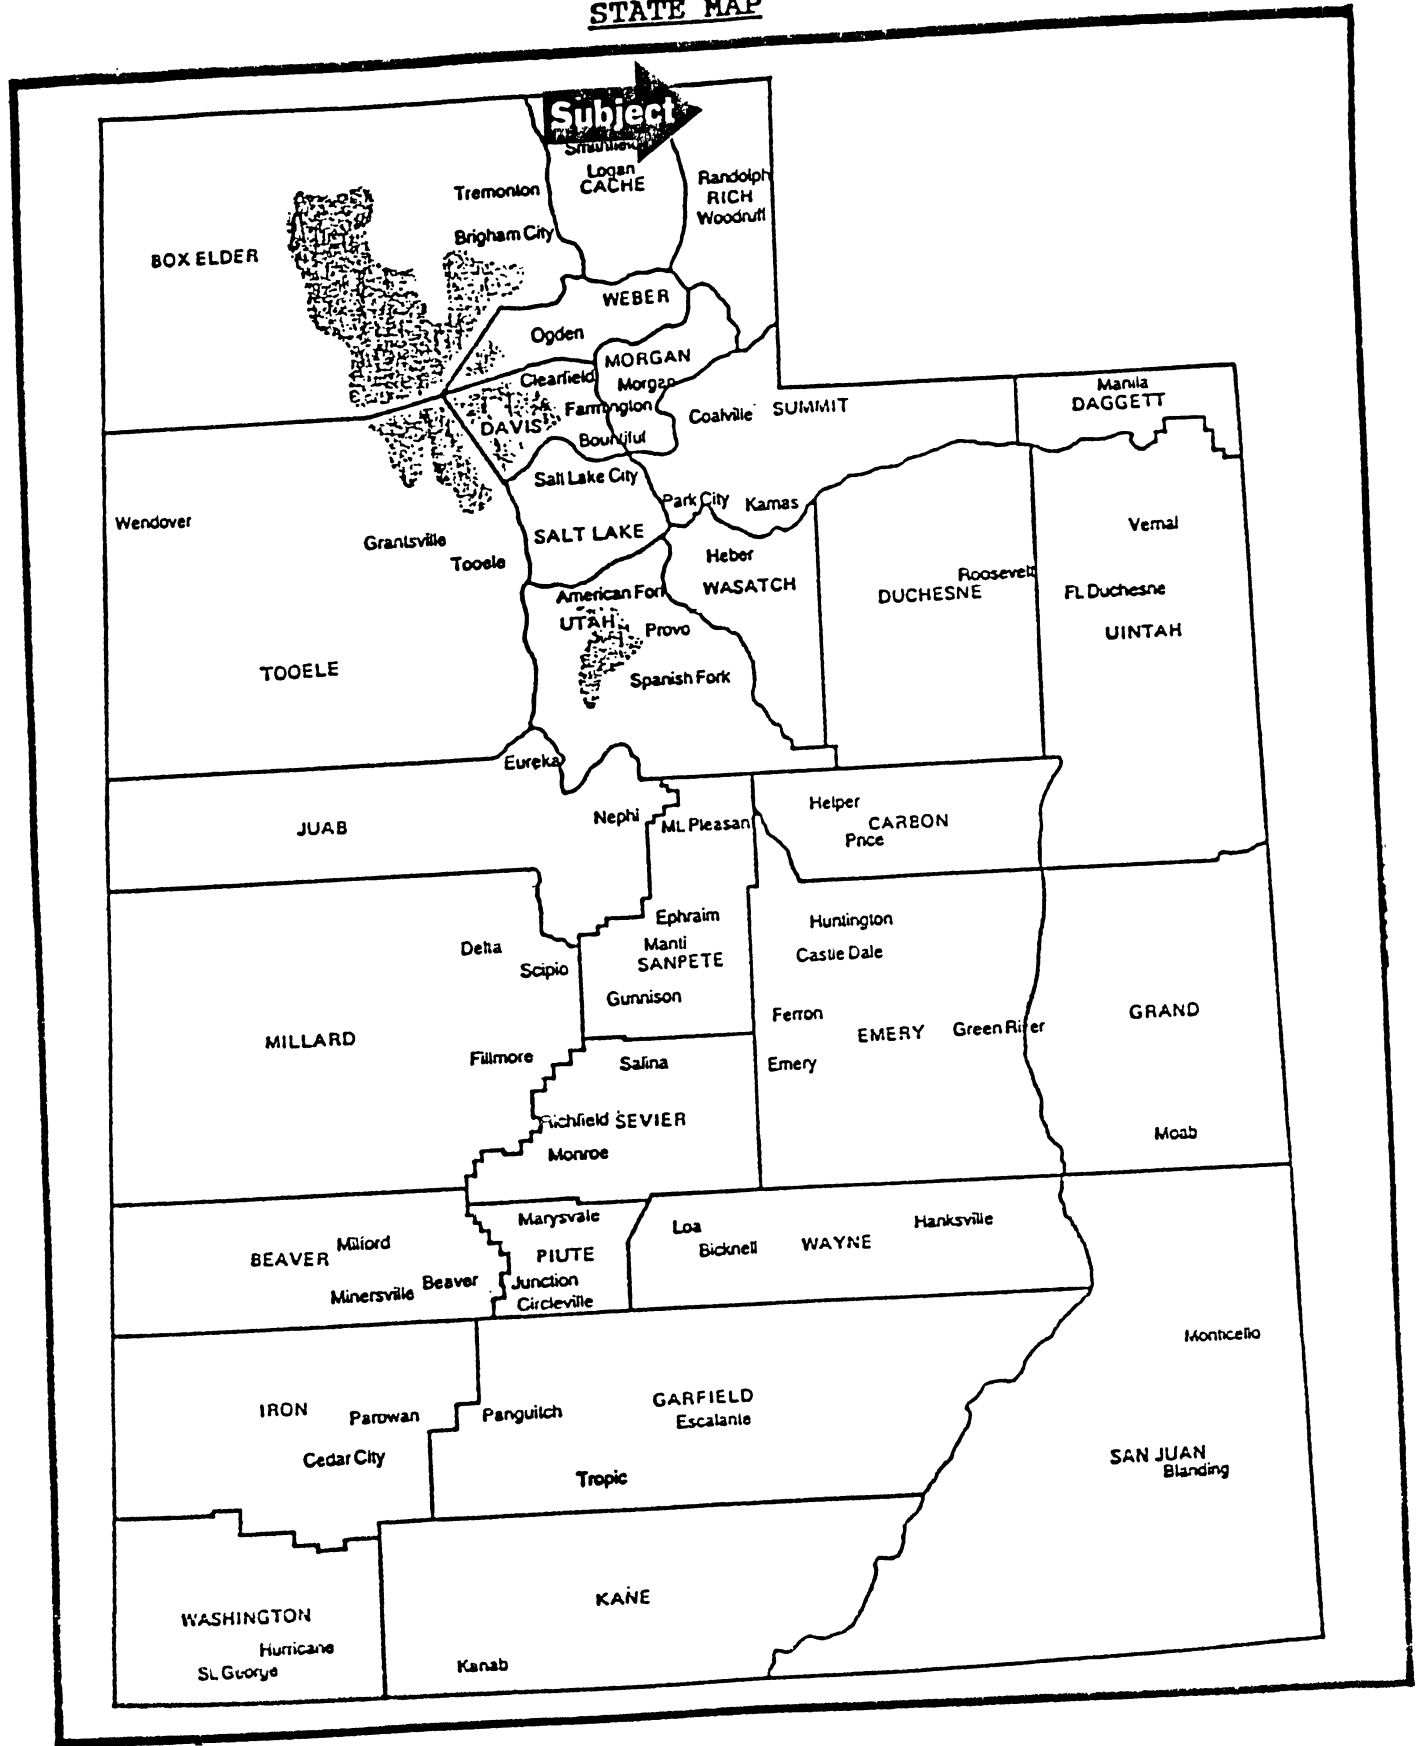 STATE MAP
Subject
Smithfield
Logan
CACHE
Randolph
RICH
Woodruff
Tremonton
Brigham City
BOX ELDER
WEBER
Ogden
MORGAN
Morgan
Clearfield
Farmington
DAVIS
Bountiful
Coalville
SUMMIT
Manila
DAGGETT
Salt Lake City
SALT LAKE
Park City
Kamas
Wendover
Grantsville
Tooele
TOOELE
Heber
WASATCH
Roosevelt
DUCHESNE
Vernal
Ft. Duchesne
UINTAH
American Fork
UTAH
Provo
Spanish Fork
Eureka
JUAB
Nephi
Mt. Pleasan
Helper
CARBON
Price
Ephraim
Manti
SANPETE
Gunnison
Delta
Scipio
Huntington
Castle Dale
Ferron
EMERY
Green River
Emery
GRAND
Moab
MILLARD
Fillmore
Salina
Richfield
SEVIER
Monroe
BEAVER
Milford
Minersville
Beaver
Marysvale
PIUTE
Junction
Circleville
Loa
Bicknell
WAYNE
Hanksville
Monticello
IRON
Parowan
Cedar City
Panguitch
GARFIELD
Escalante
Tropic
SAN JUAN
Blanding
WASHINGTON
Hurricane
St. George
KANE
Kanab